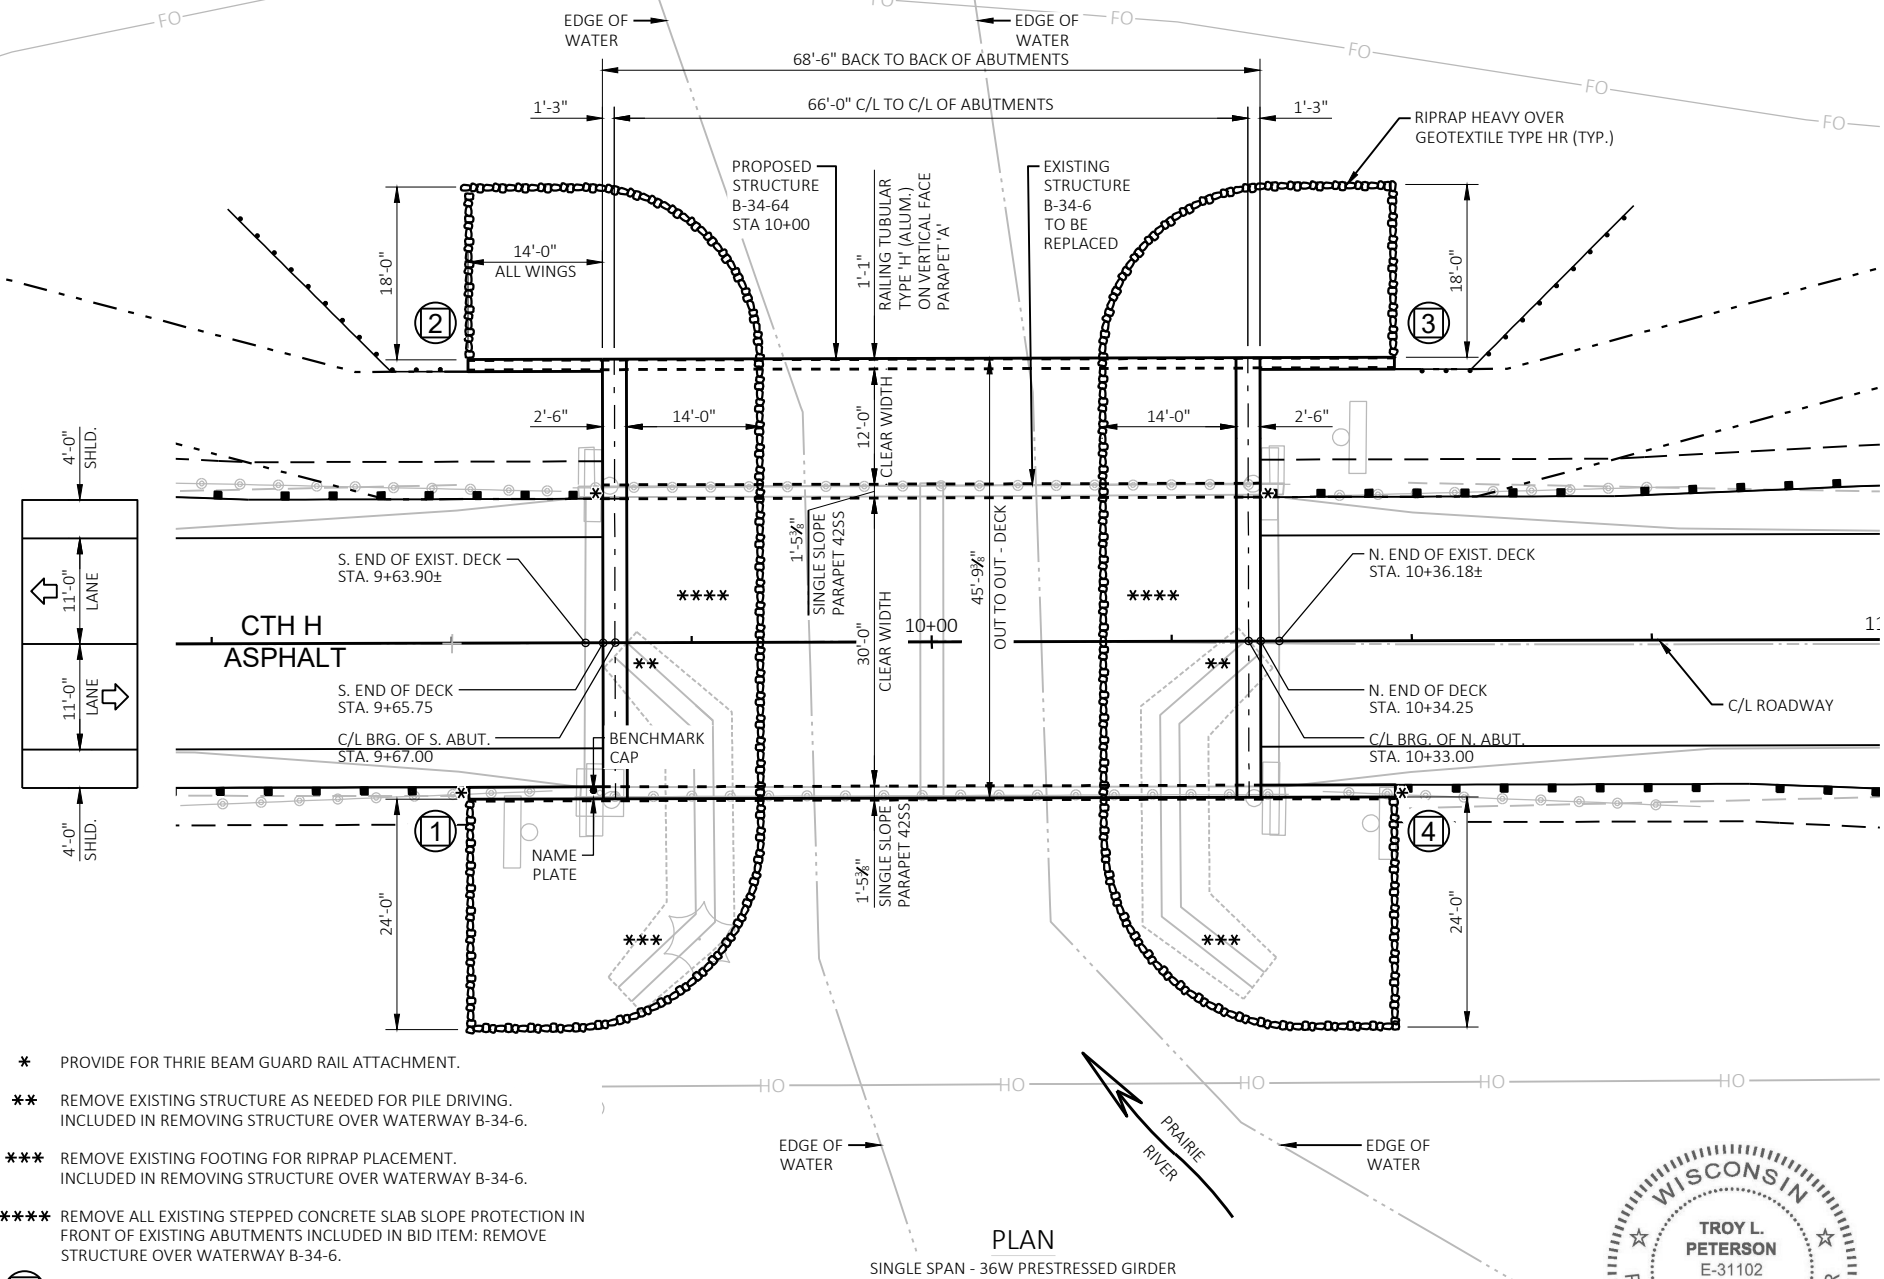 FO
FO
FO
FO
FO
FO
EDGE OF
WATER
EDGE OF
WATER
68'-6" BACK TO BACK OF ABUTMENTS
1'-3"
66'-0" C/L TO C/L OF ABUTMENTS
1'-3"
RIPRAP HEAVY OVER
GEOTEXTILE TYPE HR (TYP.)
PROPOSED
STRUCTURE
B-34-64
STA 10+00
1'-1"
RAILING TUBULAR
TYPE 'H' (ALUM.)
ON VERTICAL FACE
PARAPET 'A'
EXISTING
STRUCTURE
B-34-6
TO BE
REPLACED
18'-0"
14'-0"
ALL WINGS
18'-0"
2
3
2'-6"
14'-0"
12'-0"
CLEAR WIDTH
14'-0"
2'-6"
4'-0"
SHLD.
*
*
1'-5⅜"
SINGLE SLOPE
PARAPET 42SS
45'-9⅜"
OUT TO OUT - DECK
S. END OF EXIST. DECK
STA. 9+63.90±
N. END OF EXIST. DECK
STA. 10+36.18±
11'-0"
LANE
****
****
CTH H
ASPHALT
30'-0"
CLEAR WIDTH
10+00
11
**
**
11'-0"
LANE
S. END OF DECK
STA. 9+65.75
N. END OF DECK
STA. 10+34.25
C/L ROADWAY
C/L BRG. OF S. ABUT.
STA. 9+67.00
BENCHMARK
CAP
C/L BRG. OF N. ABUT.
STA. 10+33.00
*
*
4'-0"
SHLD.
1
4
NAME
PLATE
1'-5⅜"
SINGLE SLOPE
PARAPET 42SS
24'-0"
24'-0"
***
***
* PROVIDE FOR THRIE BEAM GUARD RAIL ATTACHMENT.
** REMOVE EXISTING STRUCTURE AS NEEDED FOR PILE DRIVING.
INCLUDED IN REMOVING STRUCTURE OVER WATERWAY B-34-6.
*** REMOVE EXISTING FOOTING FOR RIPRAP PLACEMENT.
INCLUDED IN REMOVING STRUCTURE OVER WATERWAY B-34-6.
**** REMOVE ALL EXISTING STEPPED CONCRETE SLAB SLOPE PROTECTION IN
FRONT OF EXISTING ABUTMENTS INCLUDED IN BID ITEM: REMOVE
STRUCTURE OVER WATERWAY B-34-6.
HO
HO
HO
HO
HO
EDGE OF
WATER
PRAIRIE
RIVER
EDGE OF
WATER
PLAN
SINGLE SPAN - 36W PRESTRESSED GIRDER
WISCONSIN
TROY L.
PETERSON
E-31102